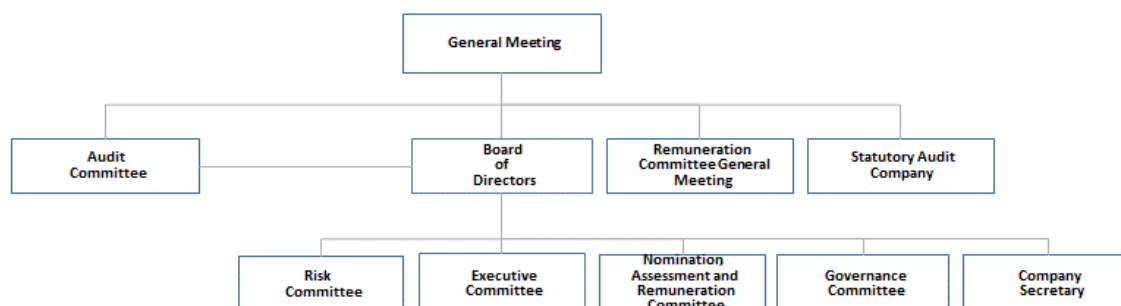 General Meeting
Audit
Committee
Board
of
Directors
Remuneration
Committee General
Meeting
Statutory Audit
Company
Risk
Committee
Executive
Committee
Nomination,
Assessment and
Remuneration
Committee
Governance
Committee
Company
Secretary